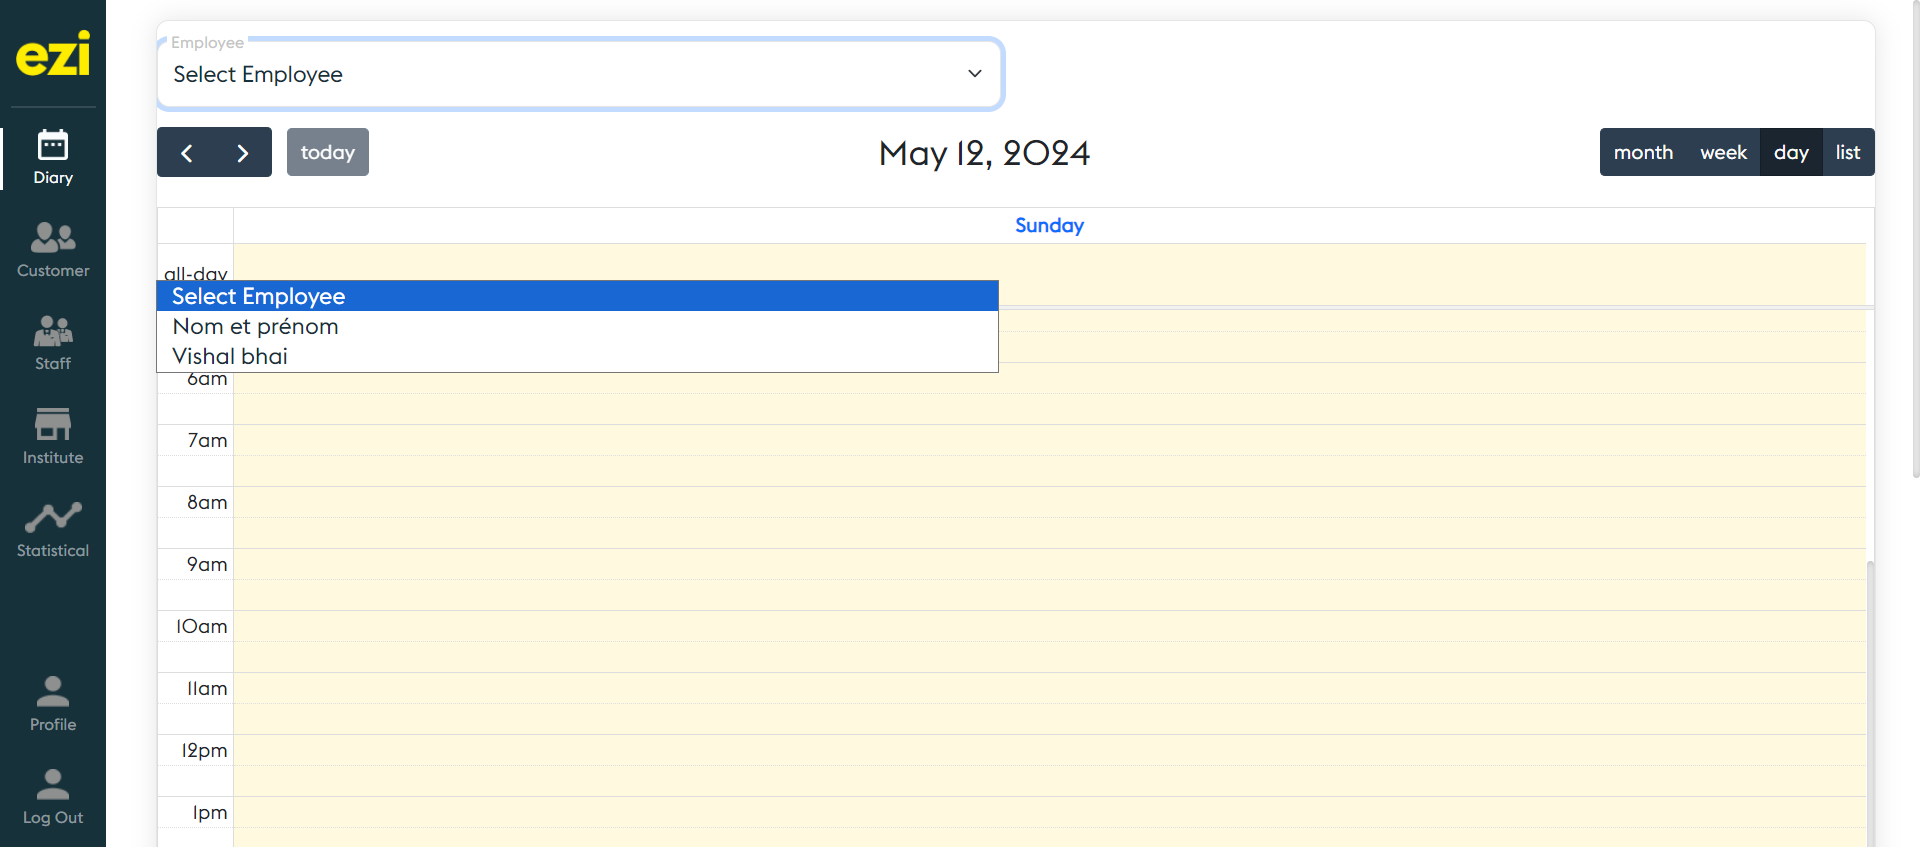 ezi
Diary
Customer
Staff
Institute
Statistical
Profile
Log Out
Employee
Select Employee
today
May 12, 2024
month week day list
Sunday
all-day
Select Employee
Nom et prénom
Vishal bhai
6am
7am
8am
9am
10am
11am
12pm
1pm